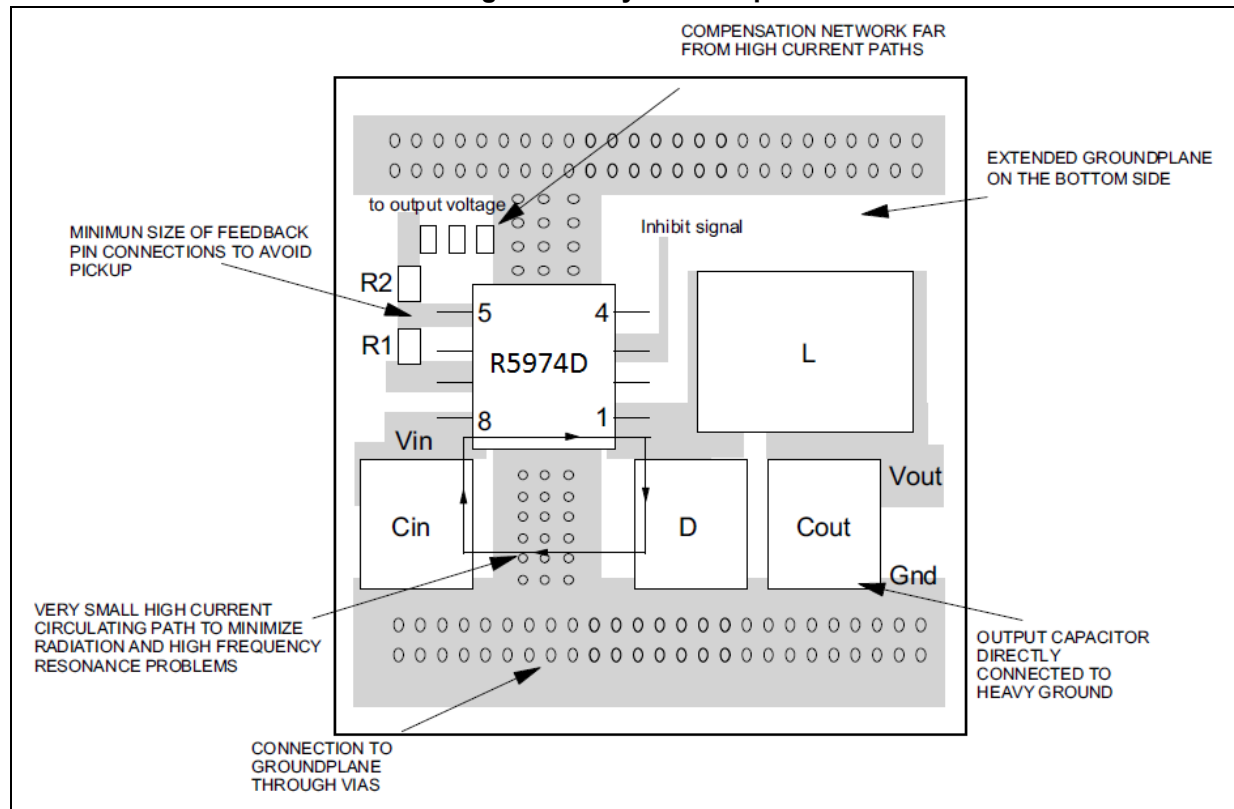 COMPENSATION NETWORK FAR
FROM HIGH CURRENT PATHS
EXTENDED GROUNDPLANE
ON THE BOTTOM SIDE
to output voltage
Inhibit signal
MINIMUN SIZE OF FEEDBACK
PIN CONNECTIONS TO AVOID
PICKUP
R2
5
4
R1
R5974D
L
8
1
Vin
Vout
Cin
D
Cout
Gnd
VERY SMALL HIGH CURRENT
CIRCULATING PATH TO MINIMIZE
RADIATION AND HIGH FREQUENCY
RESONANCE PROBLEMS
OUTPUT CAPACITOR
DIRECTLY
CONNECTED TO
HEAVY GROUND
CONNECTION TO
GROUNDPLANE
THROUGH VIAS